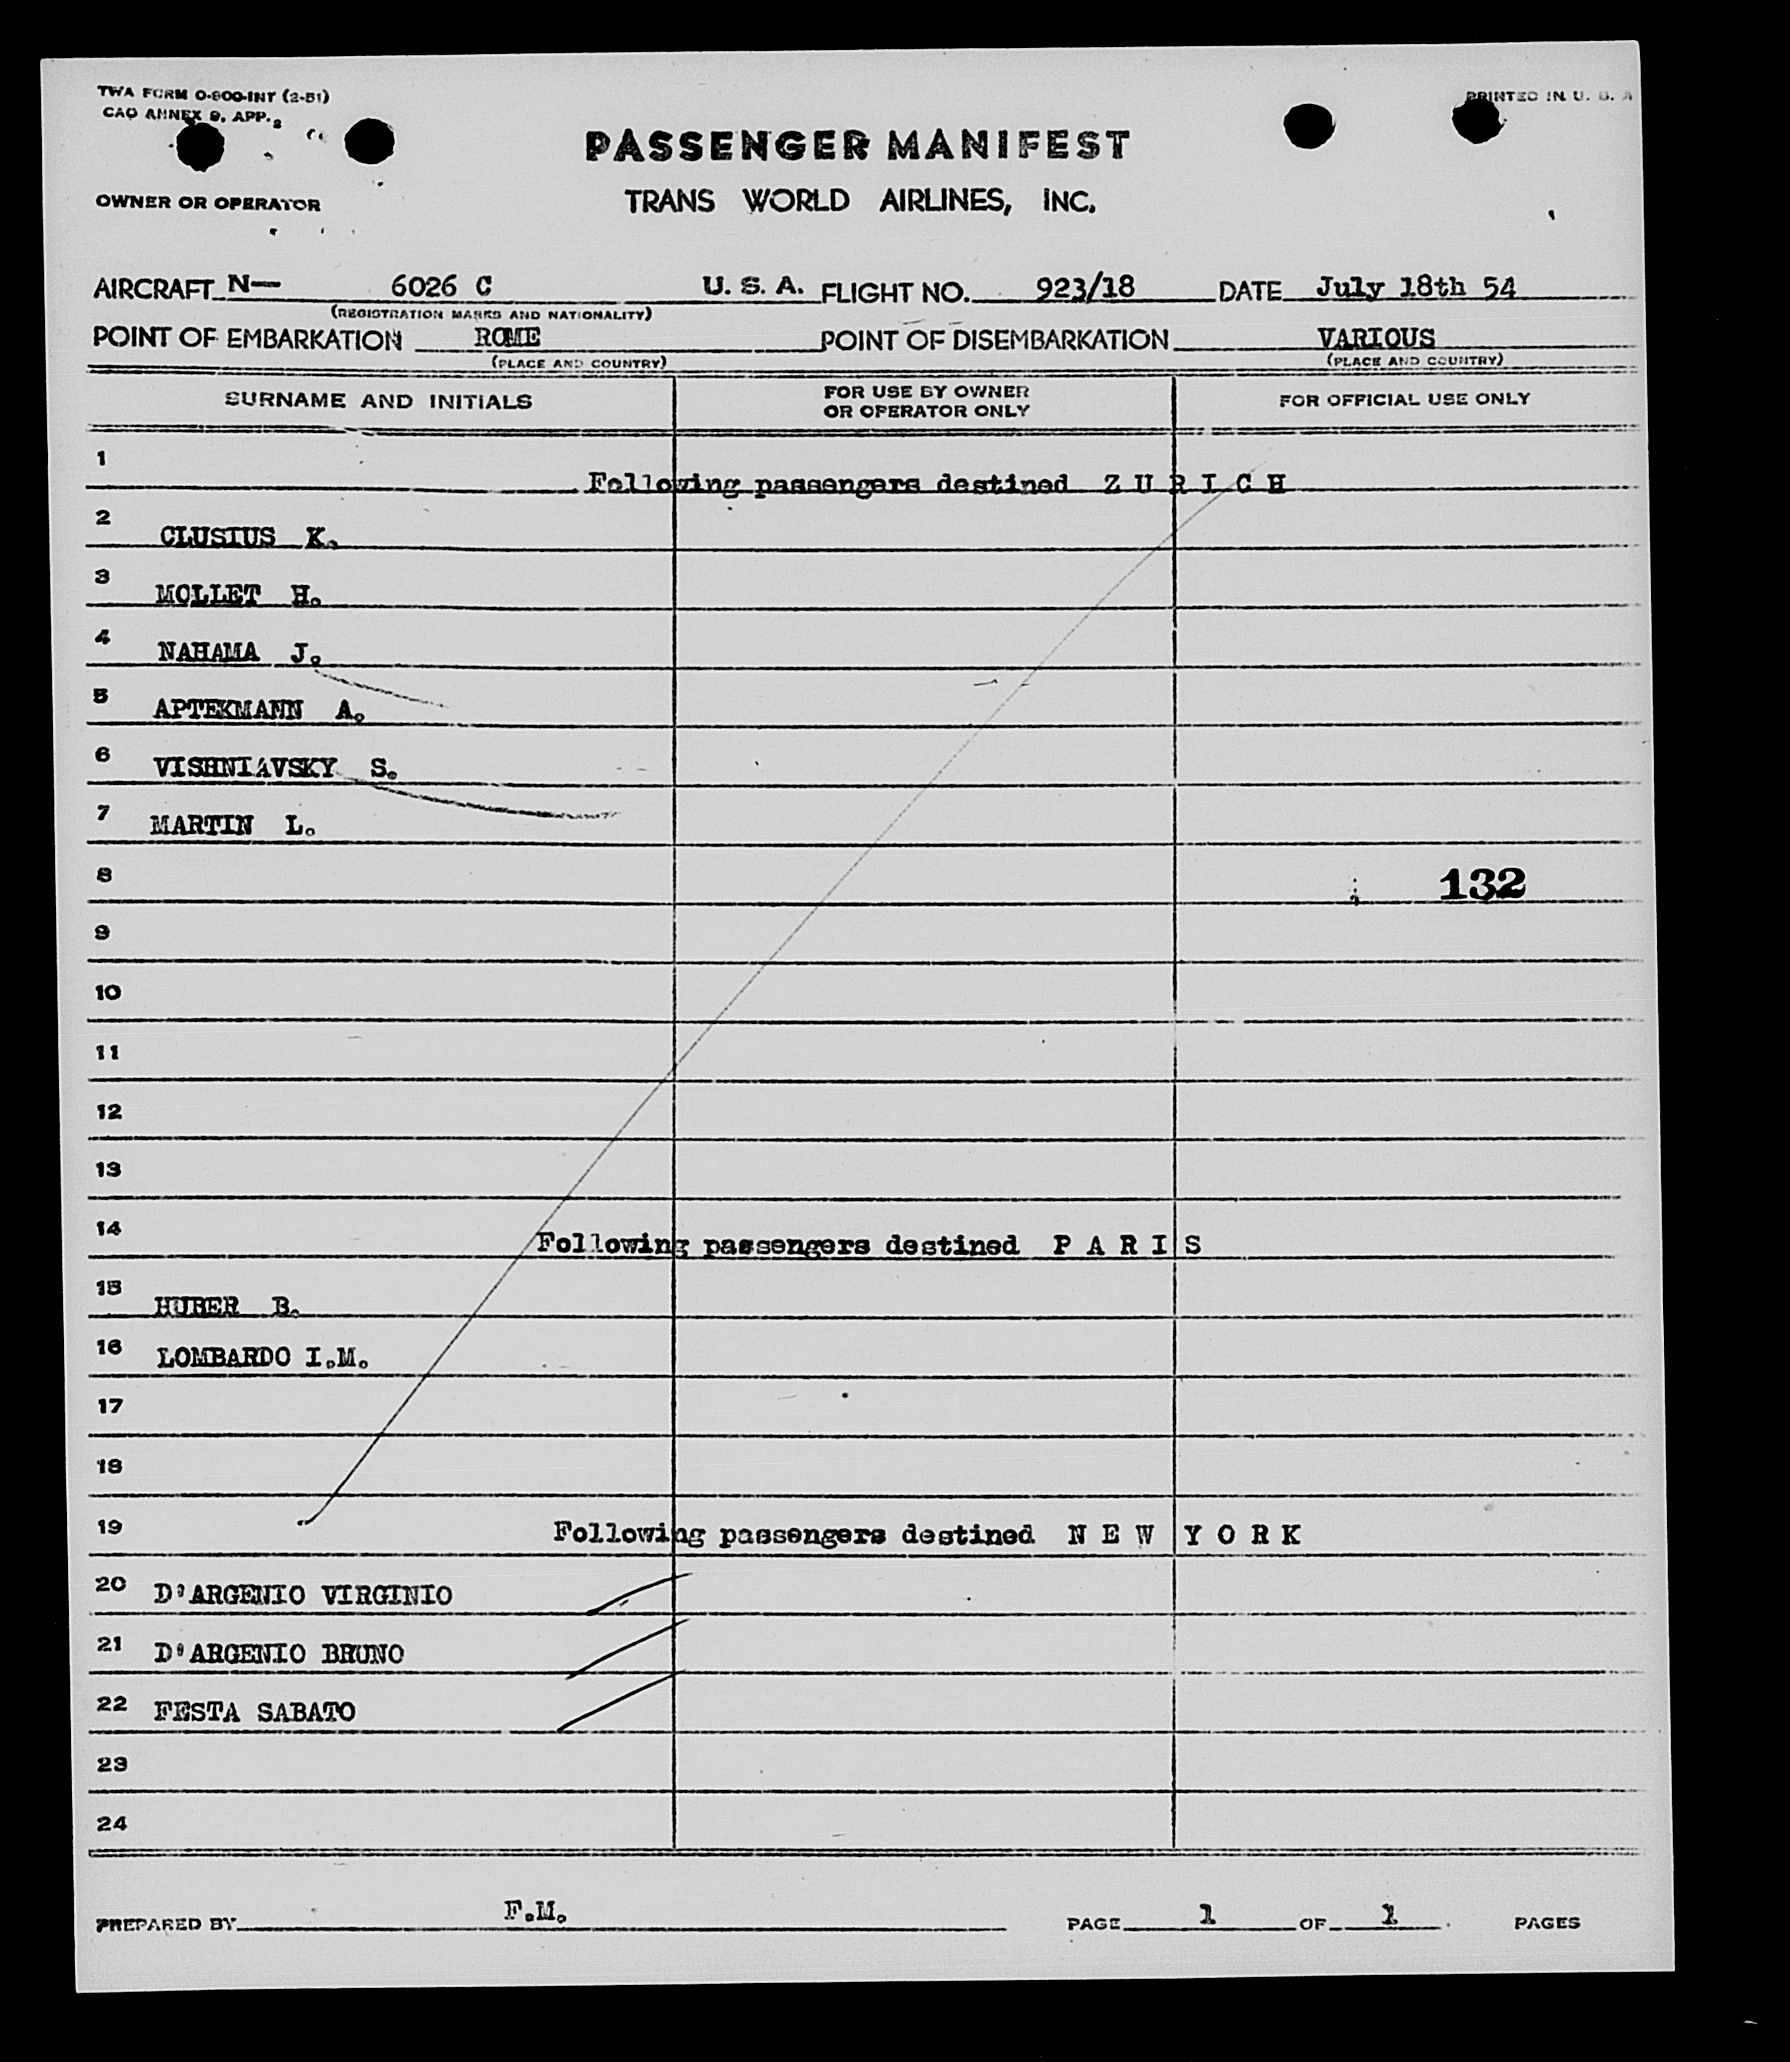 TWA FORM O-800-INT (2-51)
CAO ANNEX 9, APP. 2
PRINTED IN U. S. A
PASSENGER MANIFEST
OWNER OR OPERATOR
TRANS WORLD AIRLINES, INC.
AIRCRAFT N— 6026 C U. S. A. FLIGHT NO. 923/18 DATE July 18th 54
(REGISTRATION MARKS AND NATIONALITY)
POINT OF EMBARKATION ROME POINT OF DISEMBARKATION VARIOUS
(PLACE AND COUNTRY) (PLACE AND COUNTRY)
SURNAME AND INITIALS FOR USE BY OWNER OR OPERATOR ONLY FOR OFFICIAL USE ONLY
1 Following passengers destined Z U R I C H
2 CLUSIUS K.
3 MOLLET H.
4 NAHAMA J.
5 APTEKMANN A.
6 VISHNIAVSKY S.
7 MARTIN L.
8 132
9
10
11
12
13
14 Following passengers destined P A R I S
15 HUBER B.
16 LOMBARDO I.M.
17
18
19 Following passengers destined N E W Y O R K
20 D'ARGENIO VIRGINIO
21 D'ARGENIO BRUNO
22 FESTA SABATO
23
24
PREPARED BY F.M. PAGE 1 OF 1 PAGES